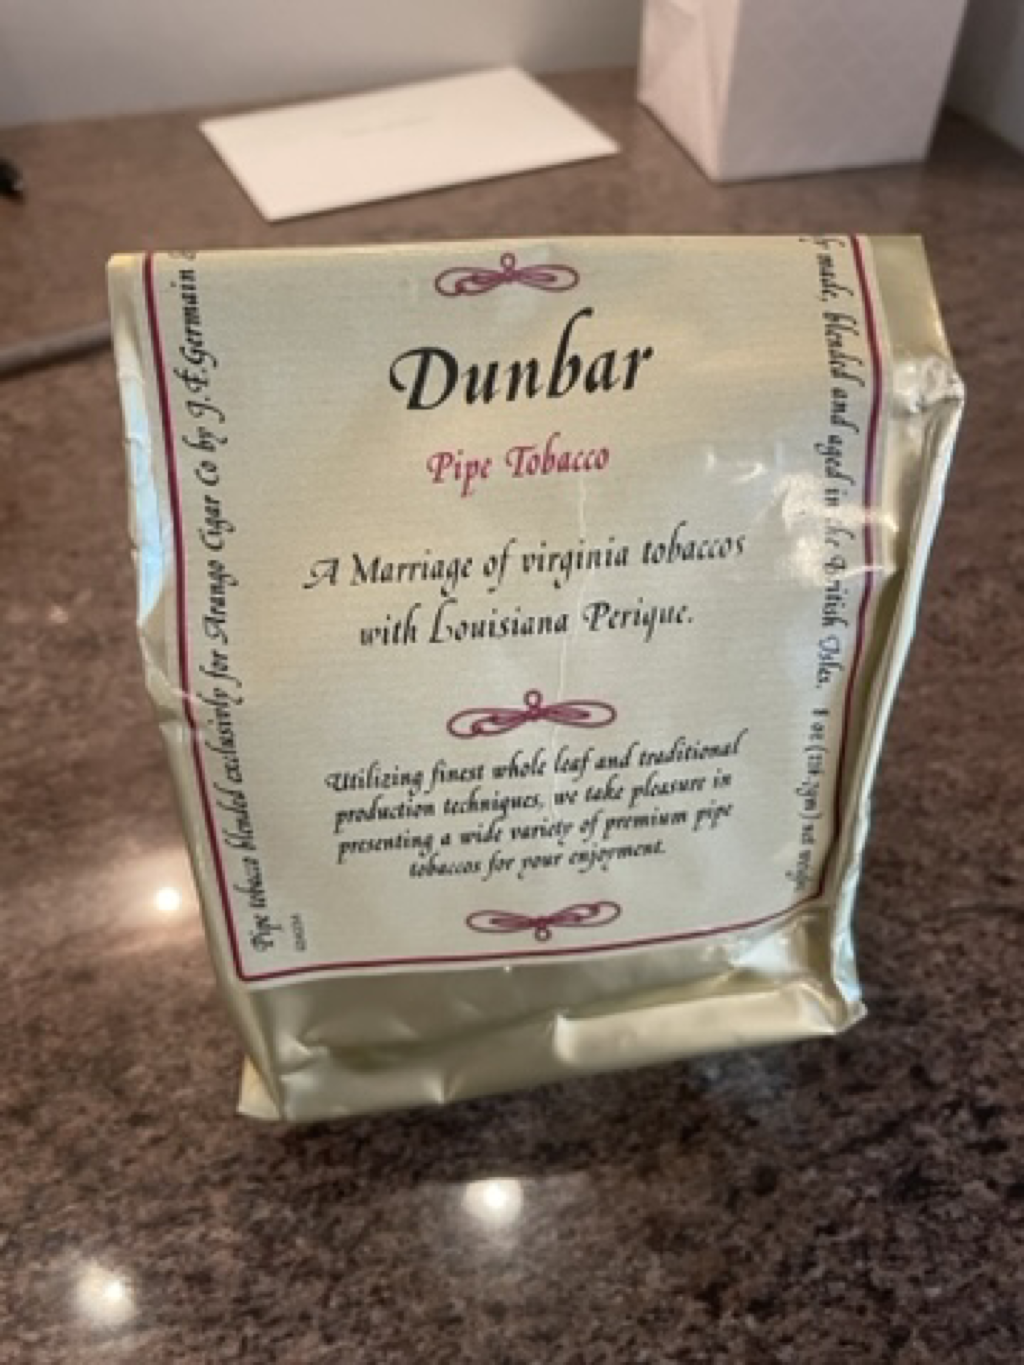 Dunbar
Pipe Tobacco
A Marriage of virginia tobaccos
with Louisiana Perique.
Utilizing finest whole leaf and traditional
production techniques, we take pleasure in
presenting a wide variety of premium pipe
tobaccos for your enjoyment.
Pipe tobacco blended exclusively for Arango Cigar Co by J.F.Germain
made, blended and aged in the British Isles.